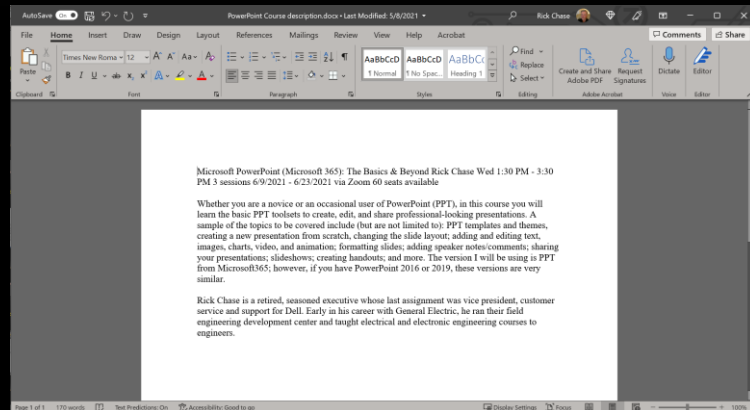 AutoSave On PowerPoint Course description.docx • Last Modified: 5/8/2021 Rick Chase
File Home Insert Draw Design Layout References Mailings Review View Help Acrobat Comments Share
Times New Roma 12 A A Aa A AaBbCcD AaBbCcD AaBbCc Find
Replace
Paste B I U ab x₂ x² A A ¶ Normal ¶ No Spac... Heading 1 Select Create and Share Request Dictate Editor
Adobe PDF Signatures
Clipboard Font Paragraph Styles Editing Adobe Acrobat Voice Editor
Microsoft PowerPoint (Microsoft 365): The Basics & Beyond Rick Chase Wed 1:30 PM - 3:30
PM 3 sessions 6/9/2021 - 6/23/2021 via Zoom 60 seats available
Whether you are a novice or an occasional user of PowerPoint (PPT), in this course you will
learn the basic PPT toolsets to create, edit, and share professional-looking presentations. A
sample of the topics to be covered include (but are not limited to): PPT templates and themes,
creating a new presentation from scratch, changing the slide layout; adding and editing text,
images, charts, video, and animation; formatting slides; adding speaker notes/comments; sharing
your presentations; slideshows; creating handouts; and more. The version I will be using is PPT
from Microsoft365; however, if you have PowerPoint 2016 or 2019, these versions are very
similar.
Rick Chase is a retired, seasoned executive whose last assignment was vice president, customer
service and support for Dell. Early in his career with General Electric, he ran their field
engineering development center and taught electrical and electronic engineering courses to
engineers.
Page 1 of 1 170 words Text Predictions: On Accessibility: Good to go Display Settings Focus 100%